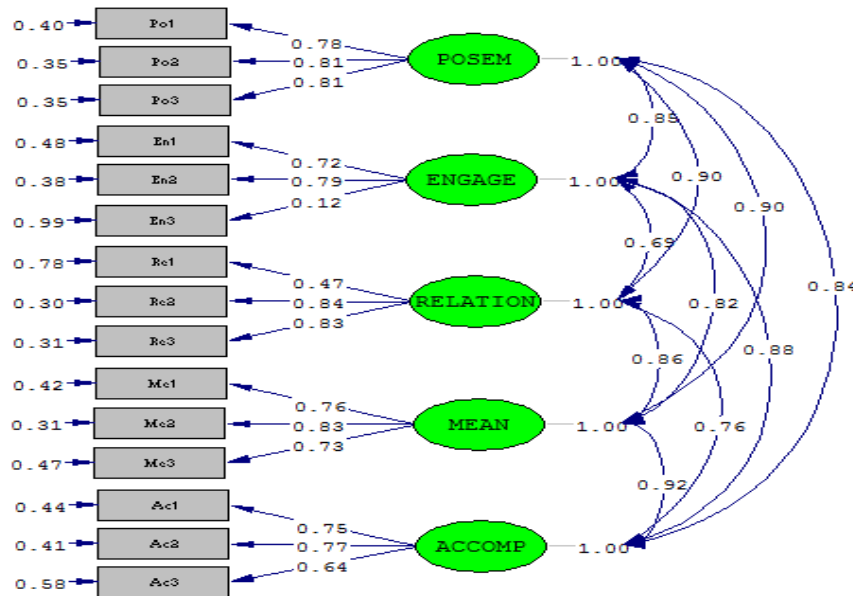 0.40 Po1
0.78
0.35 Po2 0.81 POSEM 1.00
0.35 Po3 0.81
0.85
0.48 En1
0.72
0.38 En2 0.79 ENGAGE 1.00
0.90
0.99 En3 0.12
0.90
0.69
0.78 Re1
0.47
0.84
0.30 Re2 0.84 RELATION 1.00
0.82
0.31 Re3 0.83
0.88
0.86
0.42 Me1
0.76
0.31 Me2 0.83 MEAN 1.00
0.76
0.47 Me3 0.73
0.92
0.44 Ac1
0.75
0.41 Ac2 0.77 ACCOMP 1.00
0.58 Ac3 0.64